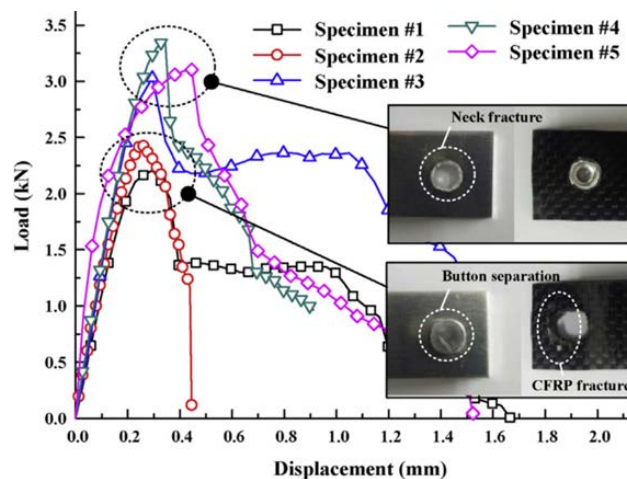 Specimen #1
Specimen #2
Specimen #3
Specimen #4
Specimen #5
3.5
3.0
2.5
2.0
1.5
1.0
0.5
0.0
Load (kN)
Neck fracture
Button separation
CFRP fracture
0.0 0.2 0.4 0.6 0.8 1.0 1.2 1.4 1.6 1.8 2.0
Displacement (mm)